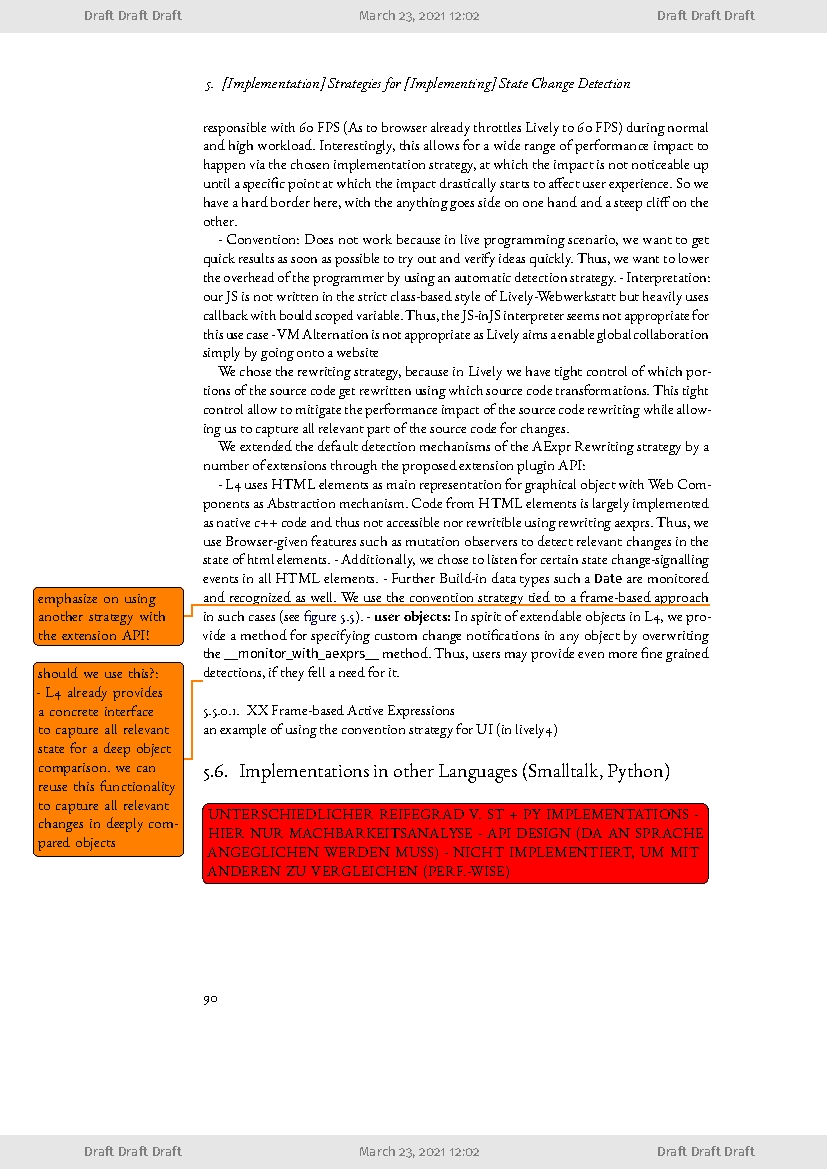 Draft Draft Draft March 23, 2021 12:02 Draft Draft Draft
5. [Implementation] Strategies for [Implementing] State Change Detection
responsible with 60 FPS (As to browser already throttles Lively to 60 FPS) during normal
and high workload. Interestingly, this allows for a wide range of performance impact to
happen via the chosen implementation strategy, at which the impact is not noticeable up
until a specific point at which the impact drastically starts to affect user experience. So we
have a hard border here, with the anything goes side on one hand and a steep cliff on the
other.
- Convention: Does not work because in live programming scenario, we want to get
quick results as soon as possible to try out and verify ideas quickly. Thus, we want to lower
the overhead of the programmer by using an automatic detection strategy. - Interpretation:
our JS is not written in the strict class-based style of Lively-Webwerkstatt but heavily uses
callback with bould scoped variable. Thus, the JS-inJS interpreter seems not appropriate for
this use case - VM Alternation is not appropriate as Lively aims a enable global collaboration
simply by going onto a website
We chose the rewriting strategy, because in Lively we have tight control of which por-
tions of the source code get rewritten using which source code transformations. This tight
control allow to mitigate the performance impact of the source code rewriting while allow-
ing us to capture all relevant part of the source code for changes.
We extended the default detection mechanisms of the AExpr Rewriting strategy by a
number of extensions through the proposed extension plugin API:
- L4 uses HTML elements as main representation for graphical object with Web Com-
ponents as Abstraction mechanism. Code from HTML elements is largely implemented
as native c++ code and thus not accessible nor rewritible using rewriting aexprs. Thus, we
use Browser-given features such as mutation observers to detect relevant changes in the
state of html elements. - Additionally, we chose to listen for certain state change-signalling
events in all HTML elements. - Further Build-in data types such a Date are monitored
and recognized as well. We use the convention strategy tied to a frame-based approach
in such cases (see figure 5.5). - user objects: In spirit of extendable objects in L4, we pro-
vide a method for specifying custom change notifications in any object by overwriting
the __monitor_with_aexprs__ method. Thus, users may provide even more fine grained
detections, if they fell a need for it.
emphasize on using
another strategy with
the extension API!
should we use this?:
- L4 already provides
a concrete interface
to capture all relevant
state for a deep object
comparison. we can
reuse this functionality
to capture all relevant
changes in deeply com-
pared objects
5.5.0.1. XX Frame-based Active Expressions
an example of using the convention strategy for UI (in lively4)
5.6. Implementations in other Languages (Smalltalk, Python)
UNTERSCHIEDLICHER REIFEGRAD V. ST + PY IMPLEMENTATIONS -
HIER NUR MACHBARKEITSANALYSE - API DESIGN (DA AN SPRACHE
ANGEGLICHEN WERDEN MUSS) - NICHT IMPLEMENTIERT, UM MIT
ANDEREN ZU VERGLEICHEN (PERF.-WISE)
90
Draft Draft Draft March 23, 2021 12:02 Draft Draft Draft